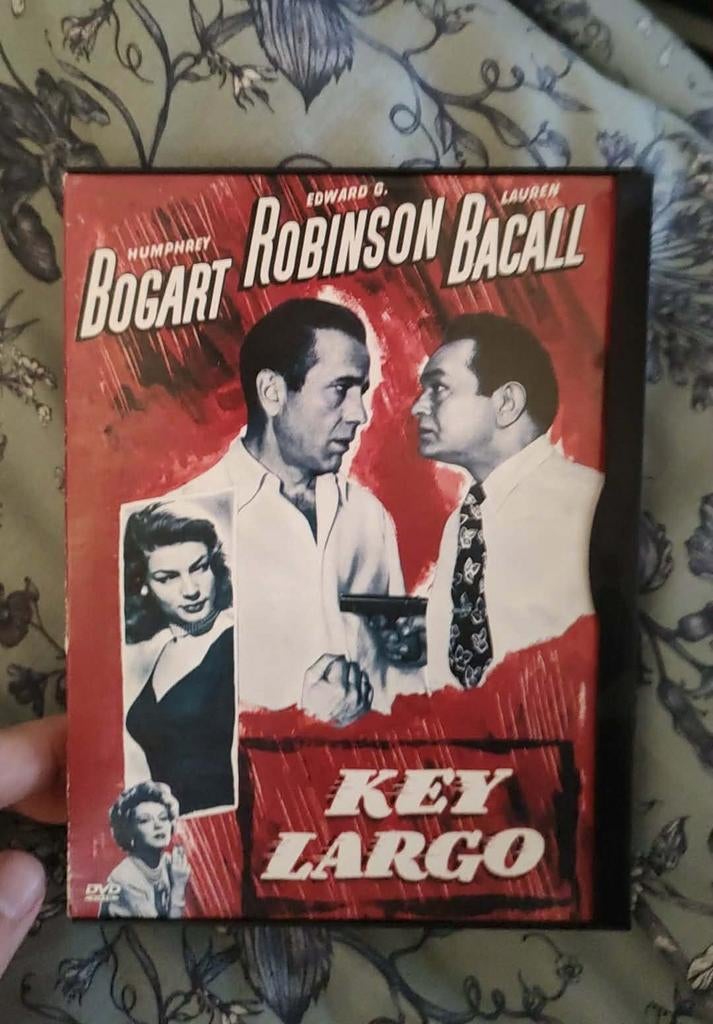 HUMPHREY
BOGART
EDWARD G.
ROBINSON
LAUREN
BACALL
KEY
LARGO
DVD